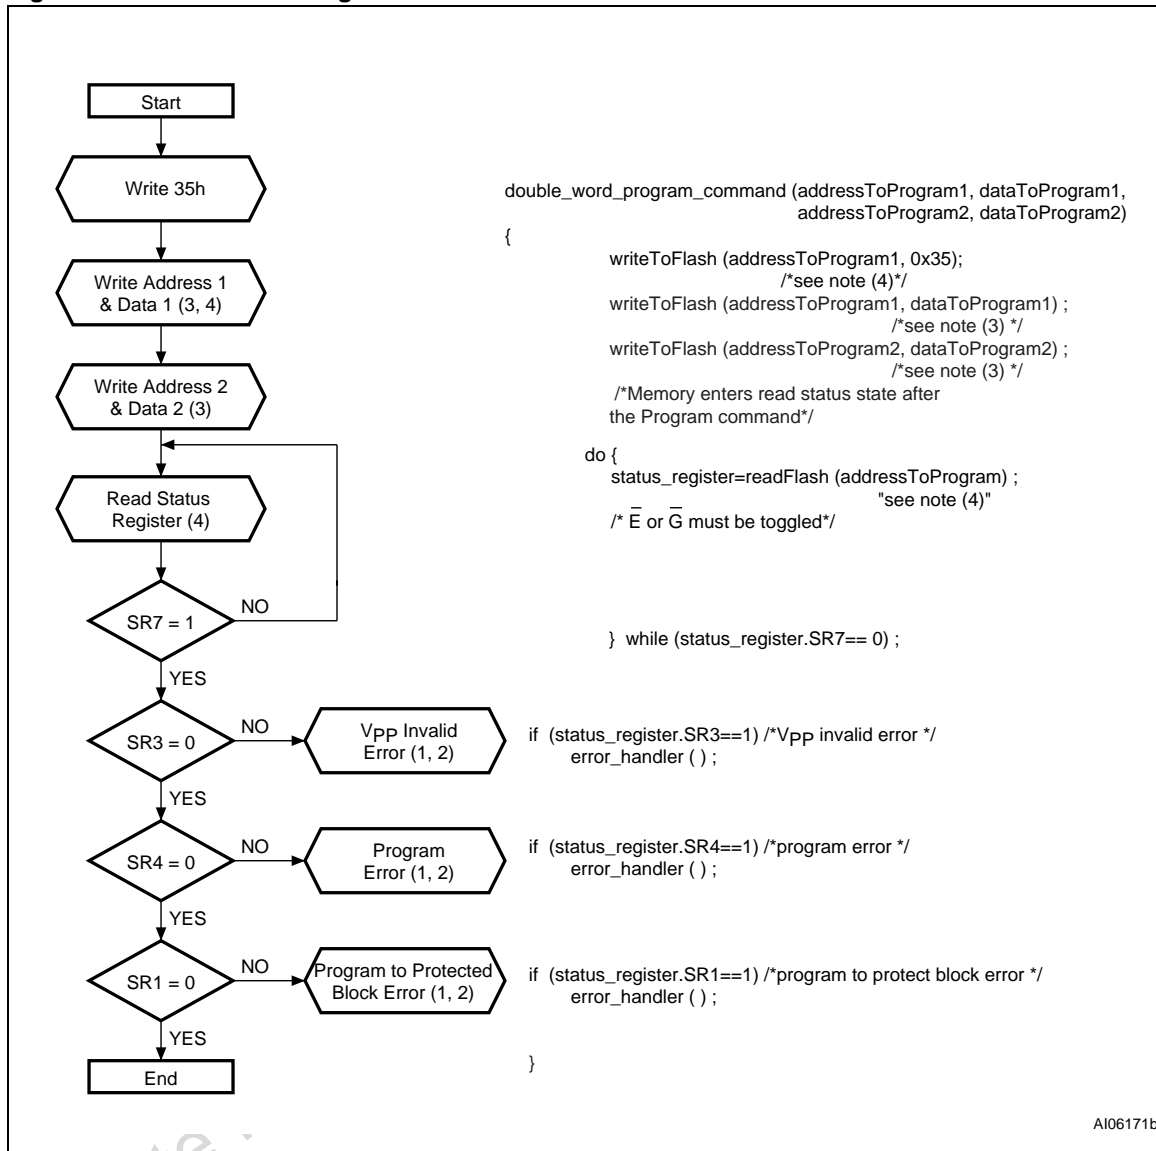 Start
Write 35h
Write Address 1
& Data 1 (3, 4)
Write Address 2
& Data 2 (3)
Read Status
Register (4)
SR7 = 1
NO
YES
SR3 = 0
NO
VPP Invalid
Error (1, 2)
YES
SR4 = 0
NO
Program
Error (1, 2)
YES
SR1 = 0
NO
Program to Protected
Block Error (1, 2)
YES
End
double_word_program_command (addressToProgram1, dataToProgram1,
addressToProgram2, dataToProgram2)
{
writeToFlash (addressToProgram1, 0x35);
/*see note (4)*/
writeToFlash (addressToProgram1, dataToProgram1) ;
/*see note (3) */
writeToFlash (addressToProgram2, dataToProgram2) ;
/*see note (3) */
/*Memory enters read status state after
the Program command*/
do {
status_register=readFlash (addressToProgram) ;
"see note (4)"
/* E̅ or G̅ must be toggled*/
} while (status_register.SR7== 0) ;
if (status_register.SR3==1) /*VPP invalid error */
error_handler ( ) ;
if (status_register.SR4==1) /*program error */
error_handler ( ) ;
if (status_register.SR1==1) /*program to protect block error */
error_handler ( ) ;
}
AI06171b